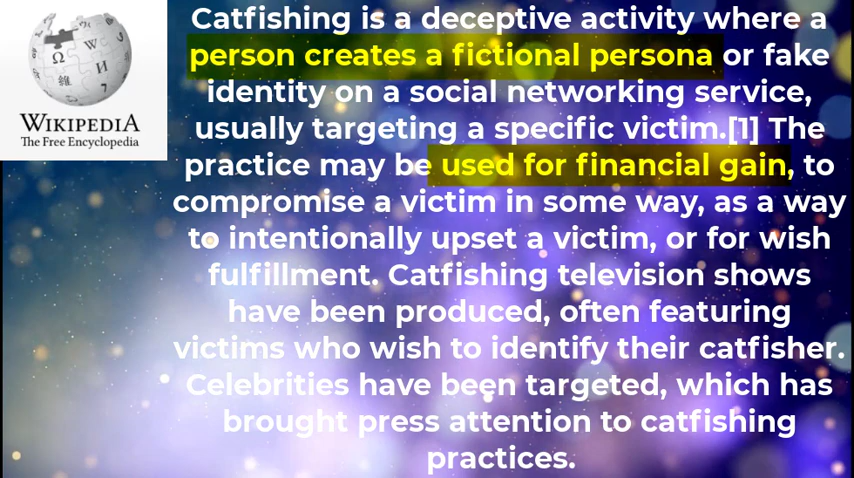 WIKIPEDIA
The Free Encyclopedia
Catfishing is a deceptive activity where a
person creates a fictional persona or fake
identity on a social networking service,
usually targeting a specific victim.[1] The
practice may be used for financial gain, to
compromise a victim in some way, as a way
to intentionally upset a victim, or for wish
fulfillment. Catfishing television shows
have been produced, often featuring
victims who wish to identify their catfisher.
Celebrities have been targeted, which has
brought press attention to catfishing
practices.